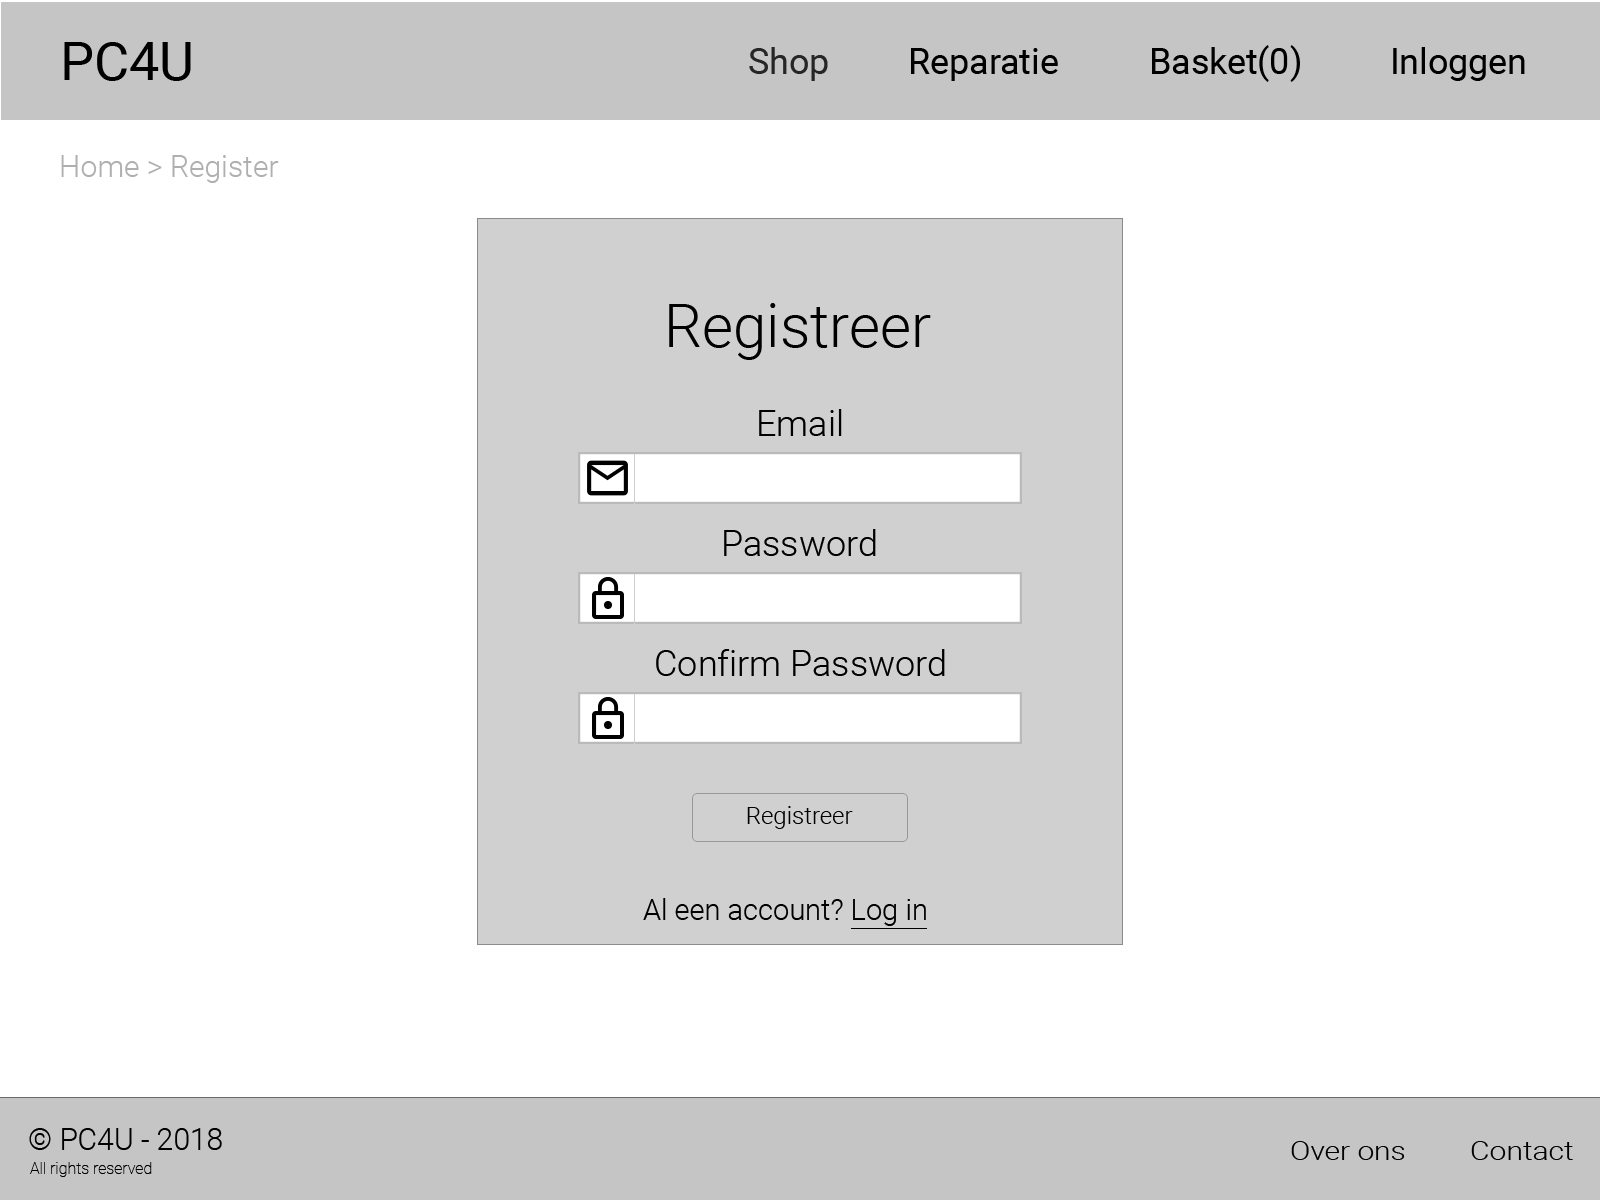 PC4U
Shop Reparatie Basket(0) Inloggen
Home > Register
Registreer
Email
Password
Confirm Password
Registreer
Al een account? Log in
© PC4U - 2018
All rights reserved
Over ons Contact